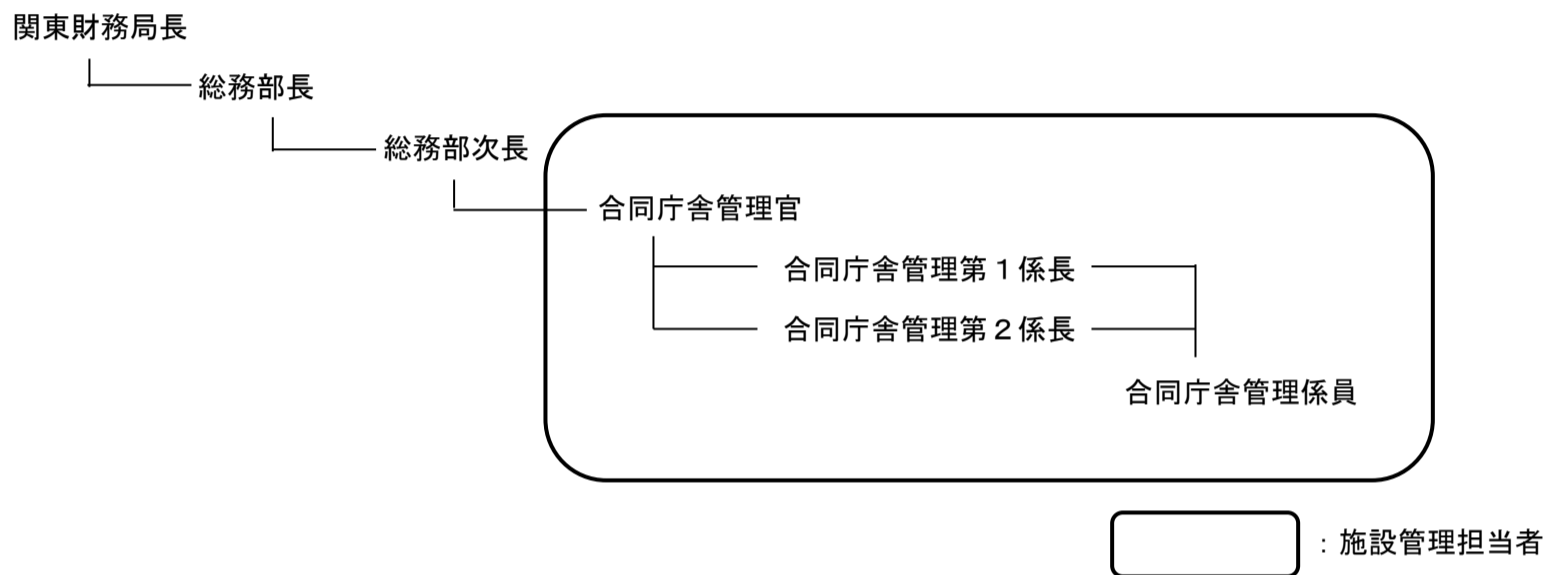 関東財務局長
総務部長
総務部次長
合同庁舎管理官
合同庁舎管理第１係長
合同庁舎管理第２係長
合同庁舎管理係員
：施設管理担当者